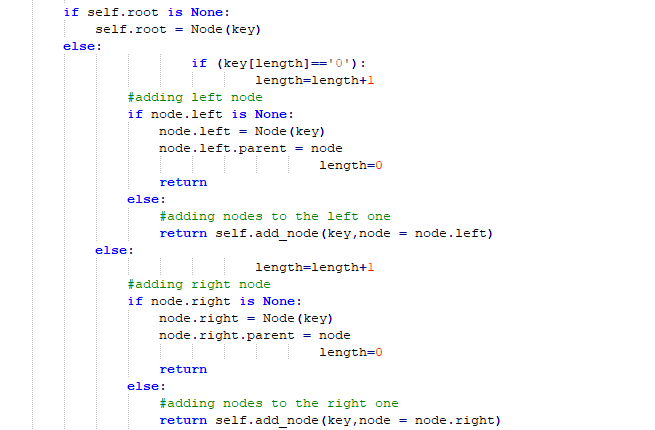 if self.root is None:
self.root = Node(key)
else:
if (key[length]=='0'):
length=length+1
#adding left node
if node.left is None:
node.left = Node(key)
node.left.parent = node
length=0
return
else:
#adding nodes to the left one
return self.add_node(key,node = node.left)
else:
length=length+1
#adding right node
if node.right is None:
node.right = Node(key)
node.right.parent = node
length=0
return
else:
#adding nodes to the right one
return self.add_node(key,node = node.right)